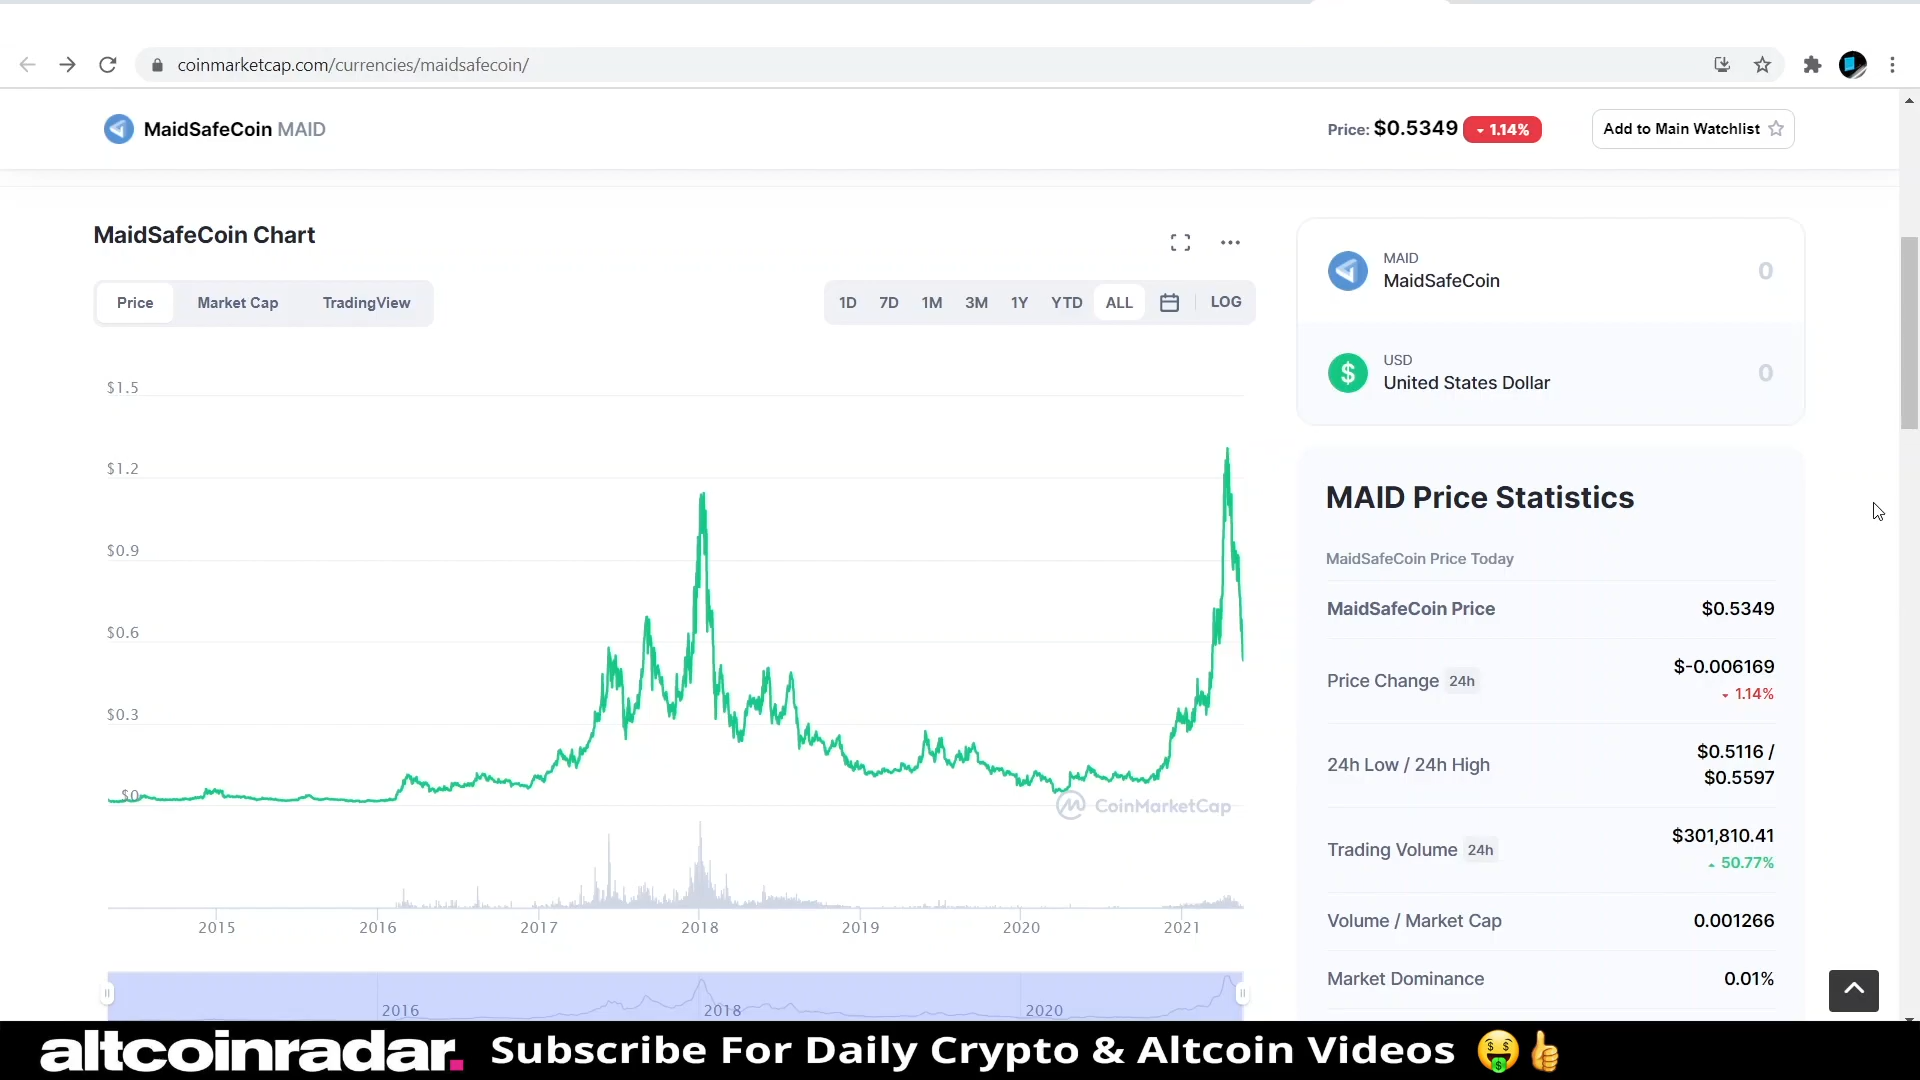 coinmarketcap.com/currencies/maidsafecoin/
MaidSafeCoin MAID
Price: $0.5349 1.14%
Add to Main Watchlist
MaidSafeCoin Chart
Price Market Cap TradingView
1D 7D 1M 3M 1Y YTD ALL LOG
$1.5
$1.2
$0.9
$0.6
$0.3
$0
CoinMarketCap
2015 2016 2017 2018 2019 2020 2021
2016 2018 2020
MAID
MaidSafeCoin 0
USD
United States Dollar 0
$
MAID Price Statistics
MaidSafeCoin Price Today
MaidSafeCoin Price $0.5349
Price Change 24h $-0.006169
1.14%
24h Low / 24h High $0.5116 /
$0.5597
Trading Volume 24h $301,810.41
50.77%
Volume / Market Cap 0.001266
Market Dominance 0.01%
altcoinradar. Subscribe For Daily Crypto & Altcoin Videos